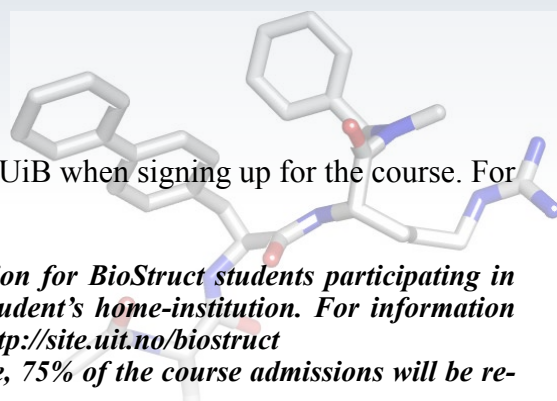 UiB when signing up for the course. For
ion for BioStruct students participating in
udent’s home-institution. For information
tp://site.uit.no/biostruct
e, 75% of the course admissions will be re-